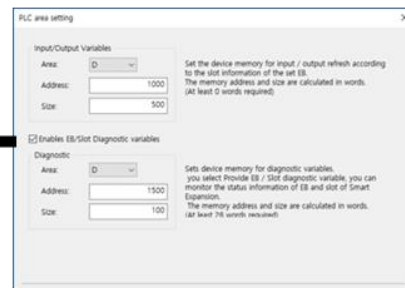 PLC area setting
Input/Output Variables
Area: D
Address: 1000
Size: 500
Set the device memory for input / output refresh according
to the slot information of the set EB.
The memory address and size are calculated in words.
(At least 0 words required)
Enables EB/Slot Diagnostic variables
Diagnostic
Area: D
Address: 1500
Size: 100
Sets device memory for diagnostic variables.
you select Provide EB / Slot diagnostic variable, you can
monitor the status information of EB and slot of Smart
Expansion.
The memory address and size are calculated in words.
(At least 26 words required)